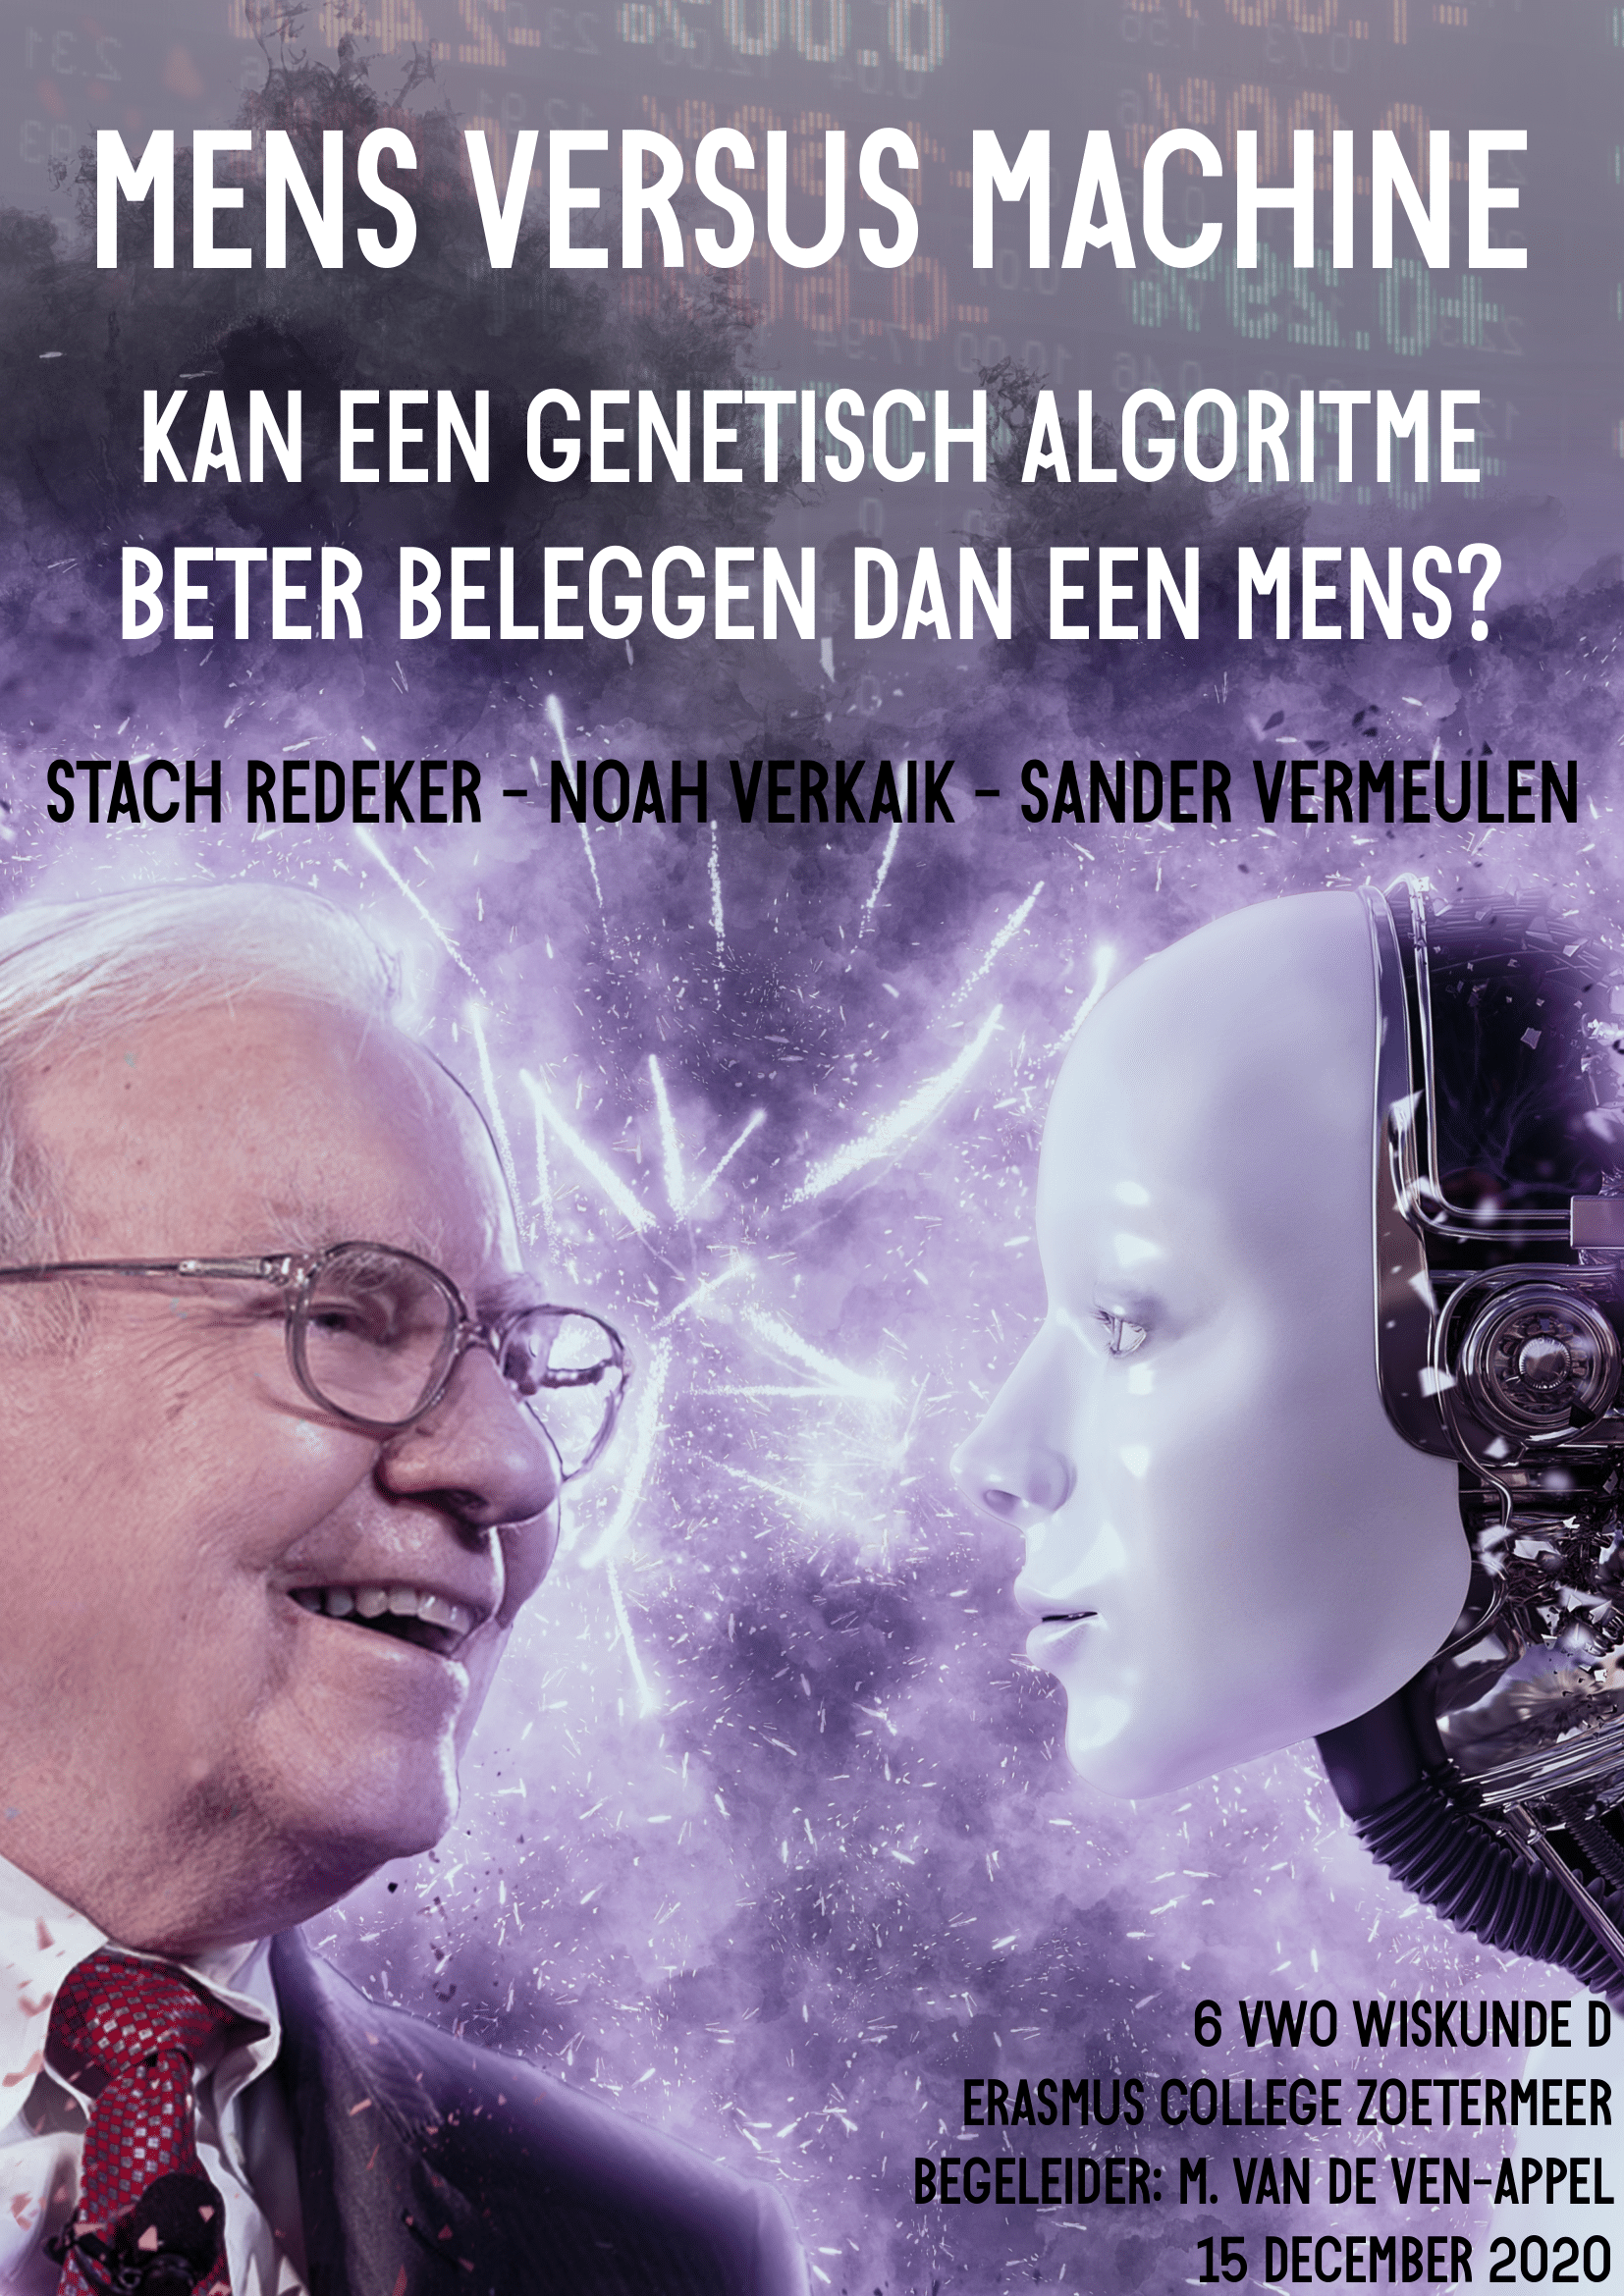 MENS VERSUS MACHINE
KAN EEN GENETISCH ALGORITME
BETER BELEGGEN DAN EEN MENS?
STACH REDEKER - NOAH VERKAIK - SANDER VERMEULEN
6 VWO WISKUNDE D
ERASMUS COLLEGE ZOETERMEER
BEGELEIDER: M. VAN DE VEN-APPEL
15 DECEMBER 2020